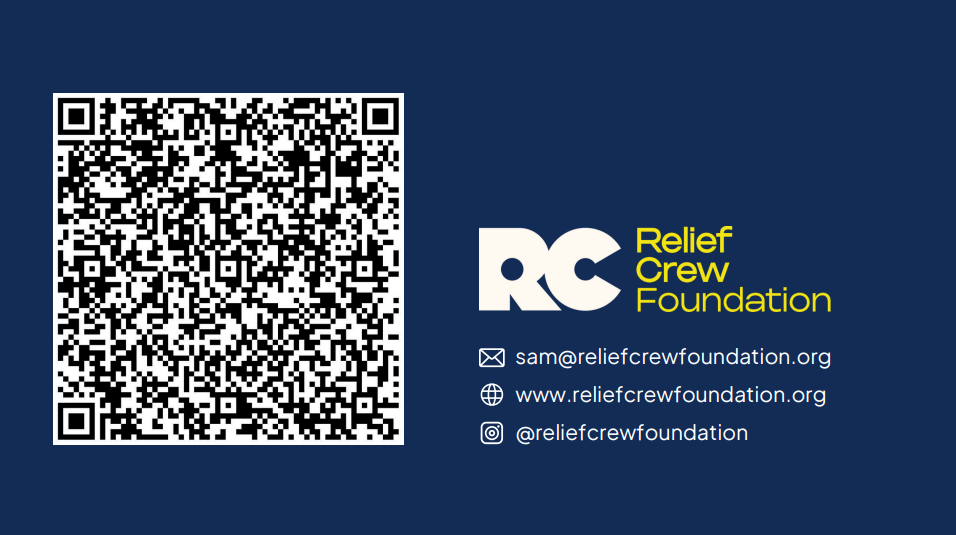 RC
Relief
Crew
Foundation
sam@reliefcrewfoundation.org
www.reliefcrewfoundation.org
@reliefcrewfoundation